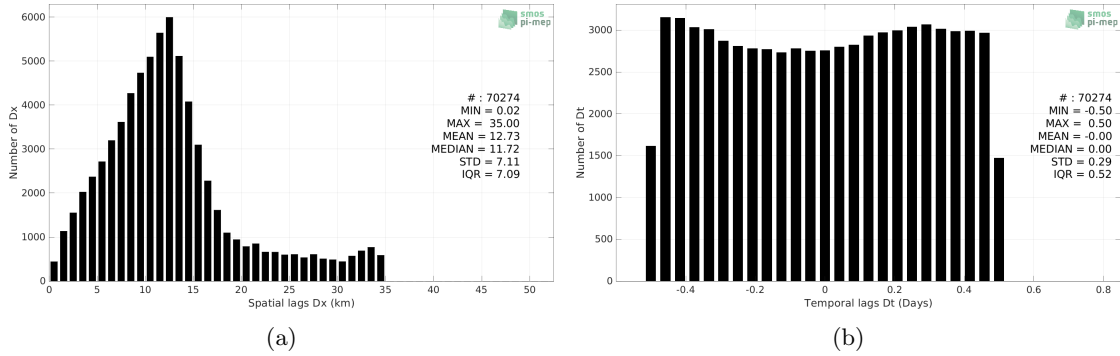 6000
5000
4000
3000
2000
1000
0
Number of Dx
0 5 10 15 20 25 30 35 40 45 50
Spatial lags Dx (km)
smos
pi-mep
# : 70274
MIN = 0.02
MAX = 35.00
MEAN = 12.73
MEDIAN = 11.72
STD = 7.11
IQR = 7.09
(a)
3000
2500
2000
1500
1000
500
0
Number of Dt
-0.4 -0.2 0 0.2 0.4 0.6 0.8
Temporal lags Dt (Days)
smos
pi-mep
# : 70274
MIN = -0.50
MAX = 0.50
MEAN = -0.00
MEDIAN = 0.00
STD = 0.29
IQR = 0.52
(b)